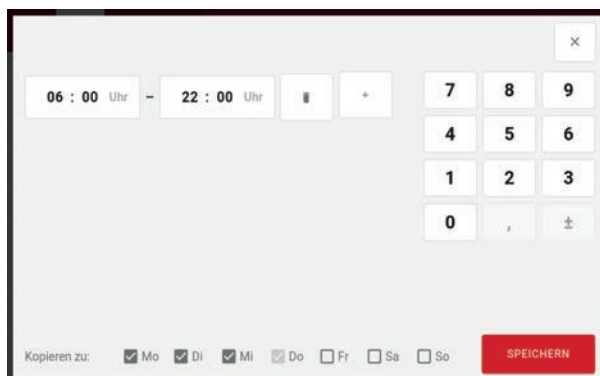 ×
06 : 00 Uhr – 22 : 00 Uhr +
7 8 9
4 5 6
1 2 3
0 , ±
Kopieren zu: Mo Di Mi Do Fr Sa So
SPEICHERN